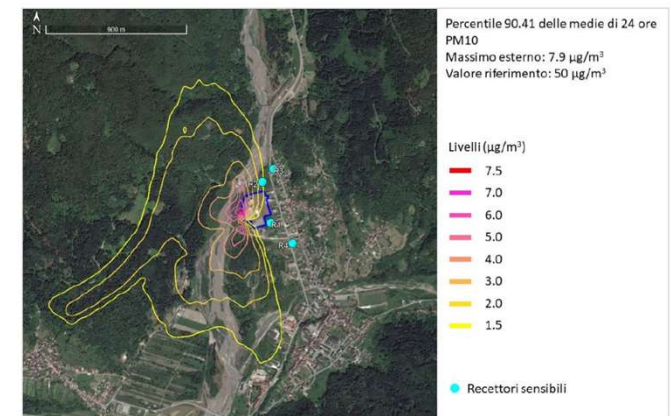 N
900 m
Percentile 90.41 delle medie di 24 ore
PM10
Massimo esterno: 7.9 µg/m³
Valore riferimento: 50 µg/m³
Livelli (µg/m³)
7.5
7.0
6.0
5.0
4.0
3.0
2.0
1.5
Recettori sensibili
R4